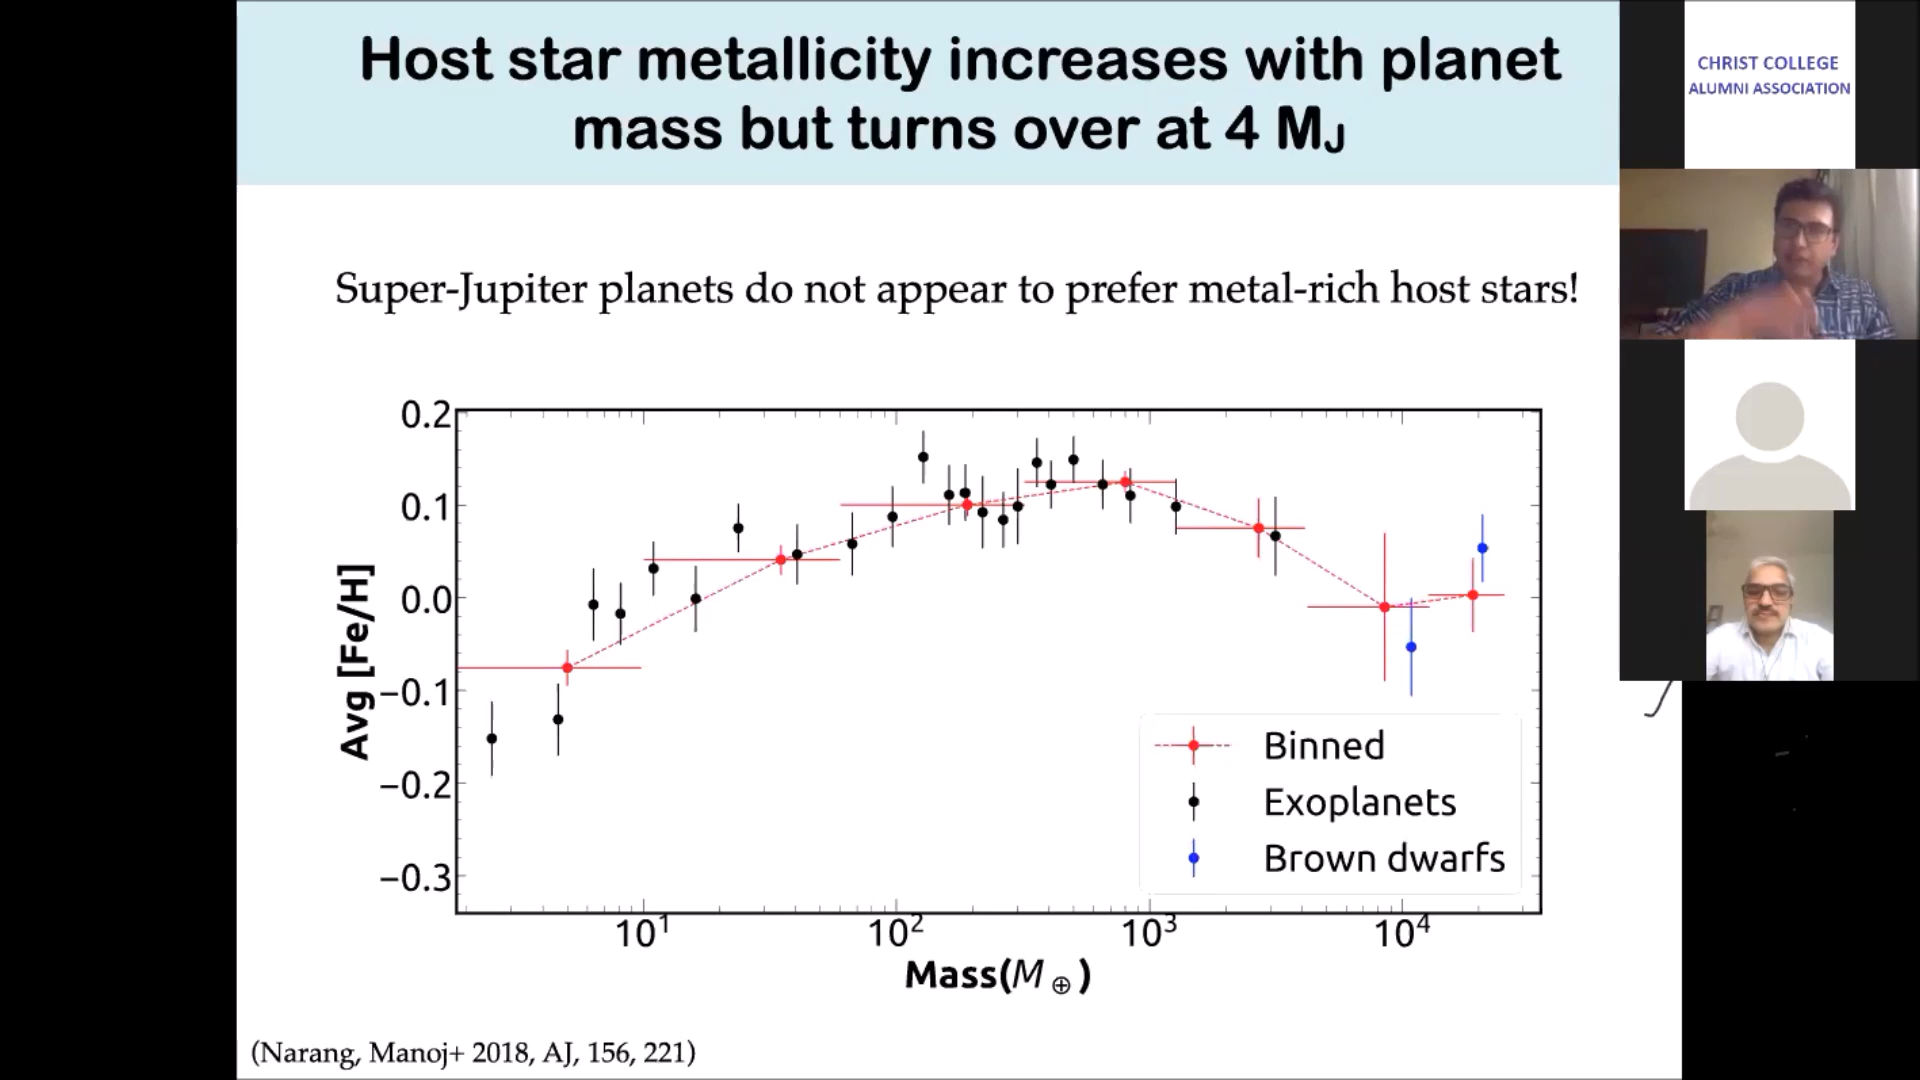 Host star metallicity increases with planet
mass but turns over at 4 MJ
CHRIST COLLEGE
ALUMNI ASSOCIATION
Super-Jupiter planets do not appear to prefer metal-rich host stars!
0.2
0.1
0.0
−0.1
−0.2
−0.3
Avg [Fe/H]
Binned
Exoplanets
Brown dwarfs
10¹ 10² 10³ 10⁴
Mass(M⊕)
(Narang, Manoj+ 2018, AJ, 156, 221)